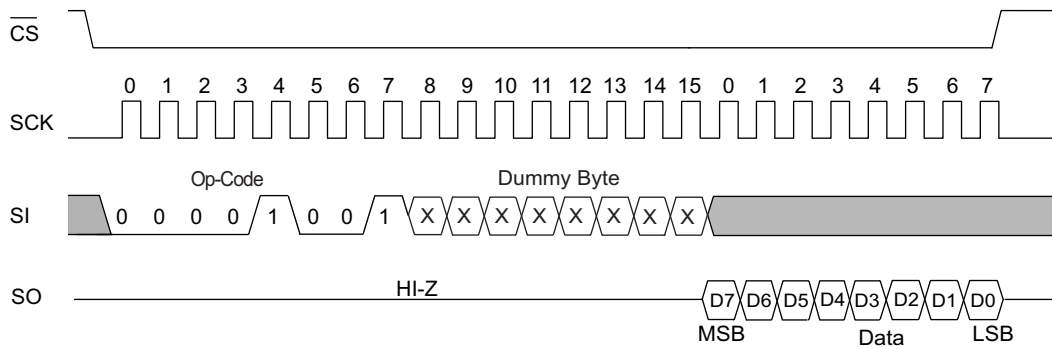 CS
0 1 2 3 4 5 6 7 8 9 10 11 12 13 14 15 0 1 2 3 4 5 6 7
SCK
Op-Code Dummy Byte
SI 0 0 0 0 1 0 0 1 X X X X X X X X
HI-Z
SO D7 D6 D5 D4 D3 D2 D1 D0
MSB Data LSB